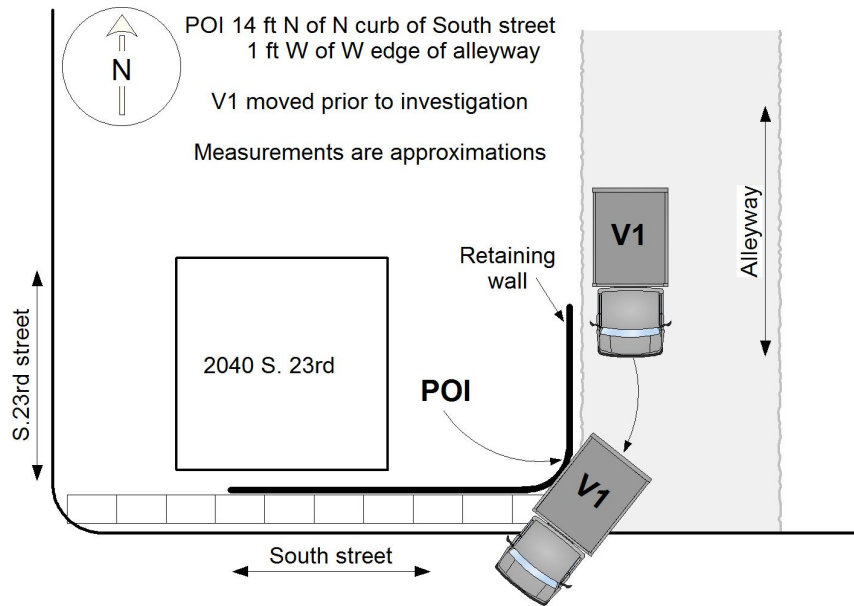 POI 14 ft N of N curb of South street
1 ft W of W edge of alleyway
N
V1 moved prior to investigation
Measurements are approximations
V1
Alleyway
Retaining
wall
S.23rd street
2040 S. 23rd
POI
V1
South street